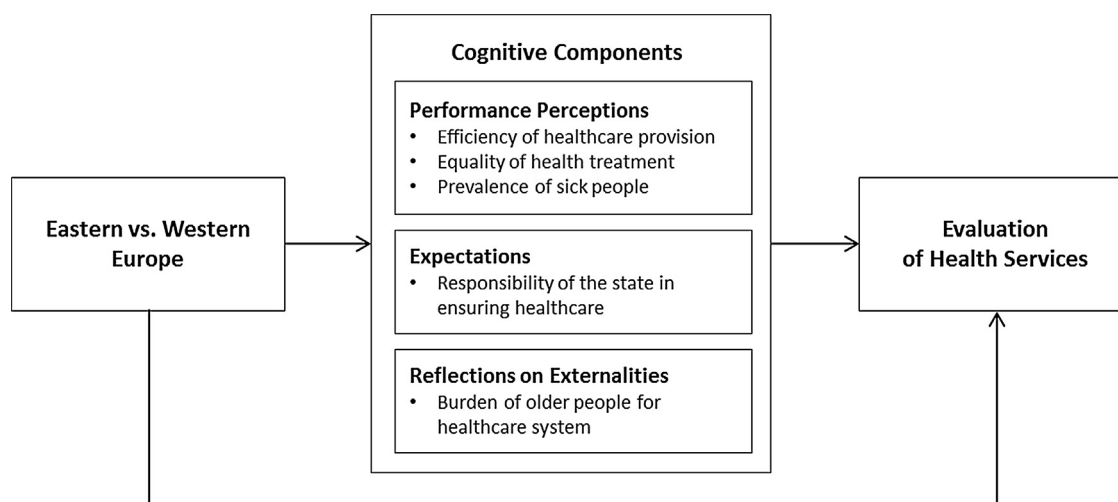 Cognitive Components
Performance Perceptions
• Efficiency of healthcare provision
• Equality of health treatment
• Prevalence of sick people
Eastern vs. Western
Europe
Expectations
• Responsibility of the state in
ensuring healthcare
Reflections on Externalities
• Burden of older people for
healthcare system
Evaluation
of Health Services